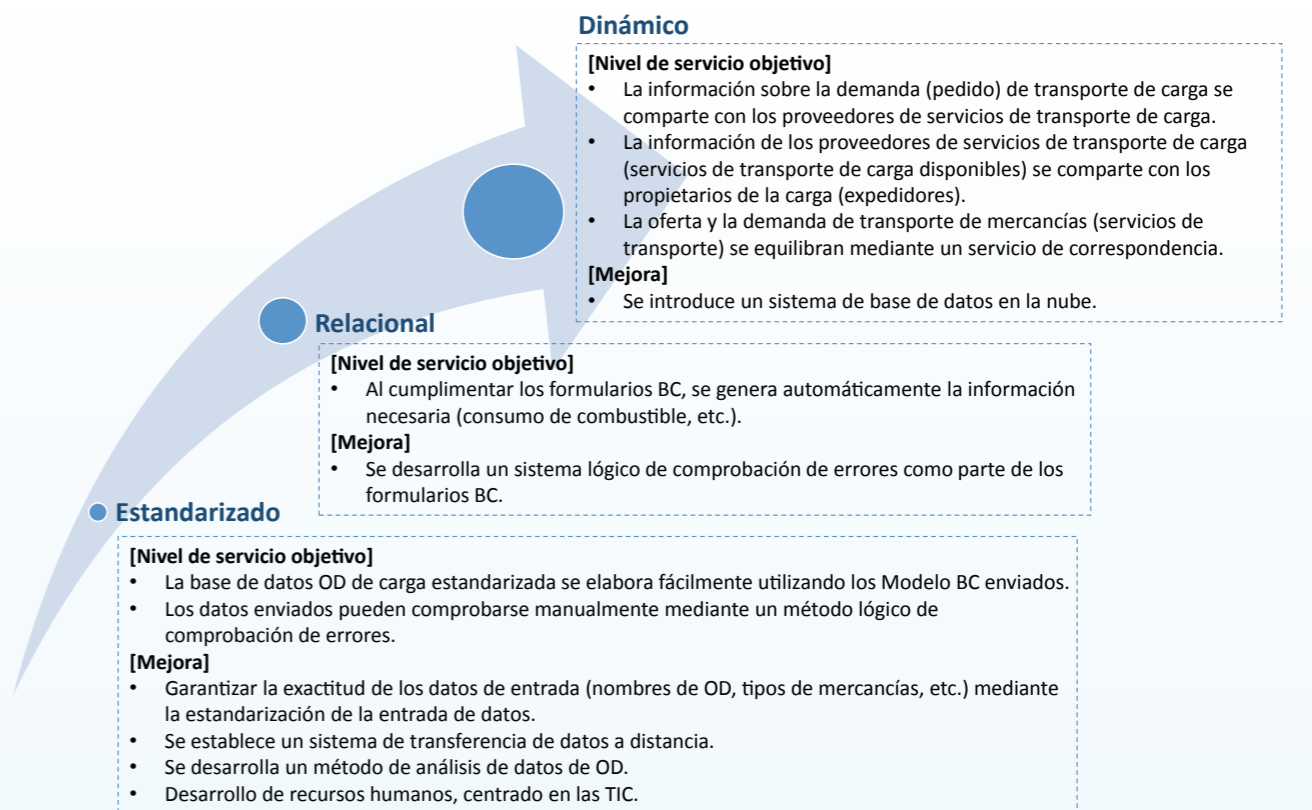 Dinámico
[Nivel de servicio objetivo]
• La información sobre la demanda (pedido) de transporte de carga se
comparte con los proveedores de servicios de transporte de carga.
• La información de los proveedores de servicios de transporte de carga
(servicios de transporte de carga disponibles) se comparte con los
propietarios de la carga (expedidores).
• La oferta y la demanda de transporte de mercancías (servicios de
transporte) se equilibran mediante un servicio de correspondencia.
[Mejora]
• Se introduce un sistema de base de datos en la nube.
Relacional
[Nivel de servicio objetivo]
• Al cumplimentar los formularios BC, se genera automáticamente la información
necesaria (consumo de combustible, etc.).
[Mejora]
• Se desarrolla un sistema lógico de comprobación de errores como parte de los
formularios BC.
Estandarizado
[Nivel de servicio objetivo]
• La base de datos OD de carga estandarizada se elabora fácilmente utilizando los Modelo BC enviados.
• Los datos enviados pueden comprobarse manualmente mediante un método lógico de
comprobación de errores.
[Mejora]
• Garantizar la exactitud de los datos de entrada (nombres de OD, tipos de mercancías, etc.) mediante
la estandarización de la entrada de datos.
• Se establece un sistema de transferencia de datos a distancia.
• Se desarrolla un método de análisis de datos de OD.
• Desarrollo de recursos humanos, centrado en las TIC.